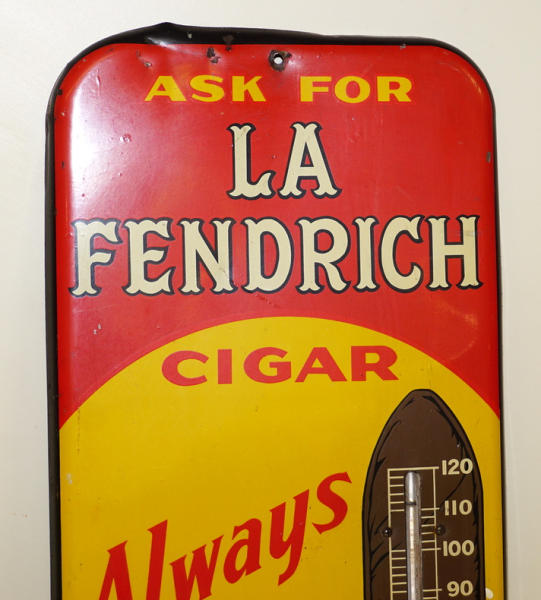 ASK FOR
LA
FENDRICH
CIGAR
Always
120
110
100
90